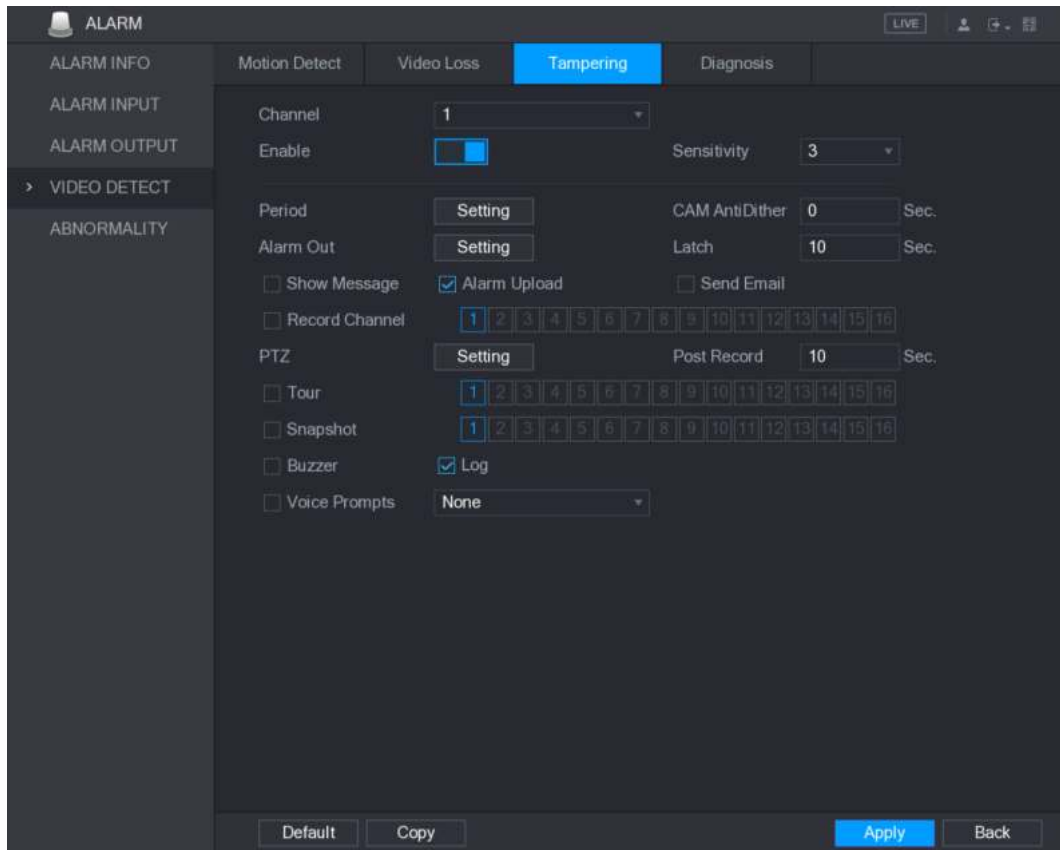 ALARM LIVE
ALARM INFO
ALARM INPUT
ALARM OUTPUT
> VIDEO DETECT
ABNORMALITY
Motion Detect Video Loss Tampering Diagnosis
Channel 1
Enable Sensitivity 3
Period Setting CAM AntiDither 0 Sec.
Alarm Out Setting Latch 10 Sec.
Show Message Alarm Upload Send Email
Record Channel 1 2 3 4 5 6 7 8 9 10 11 12 13 14 15 16
PTZ Setting Post Record 10 Sec.
Tour 1 2 3 4 5 6 7 8 9 10 11 12 13 14 15 16
Snapshot 1 2 3 4 5 6 7 8 9 10 11 12 13 14 15 16
Buzzer Log
Voice Prompts None
Default Copy Apply Back